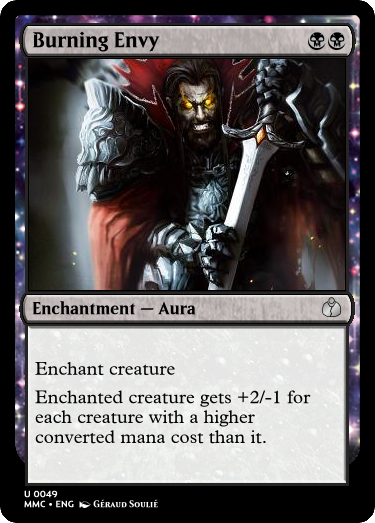 Burning Envy
Enchantment — Aura
Enchant creature
Enchanted creature gets +2/-1 for
each creature with a higher
converted mana cost than it.
U 0049
MMC • ENG Géraud Soulié